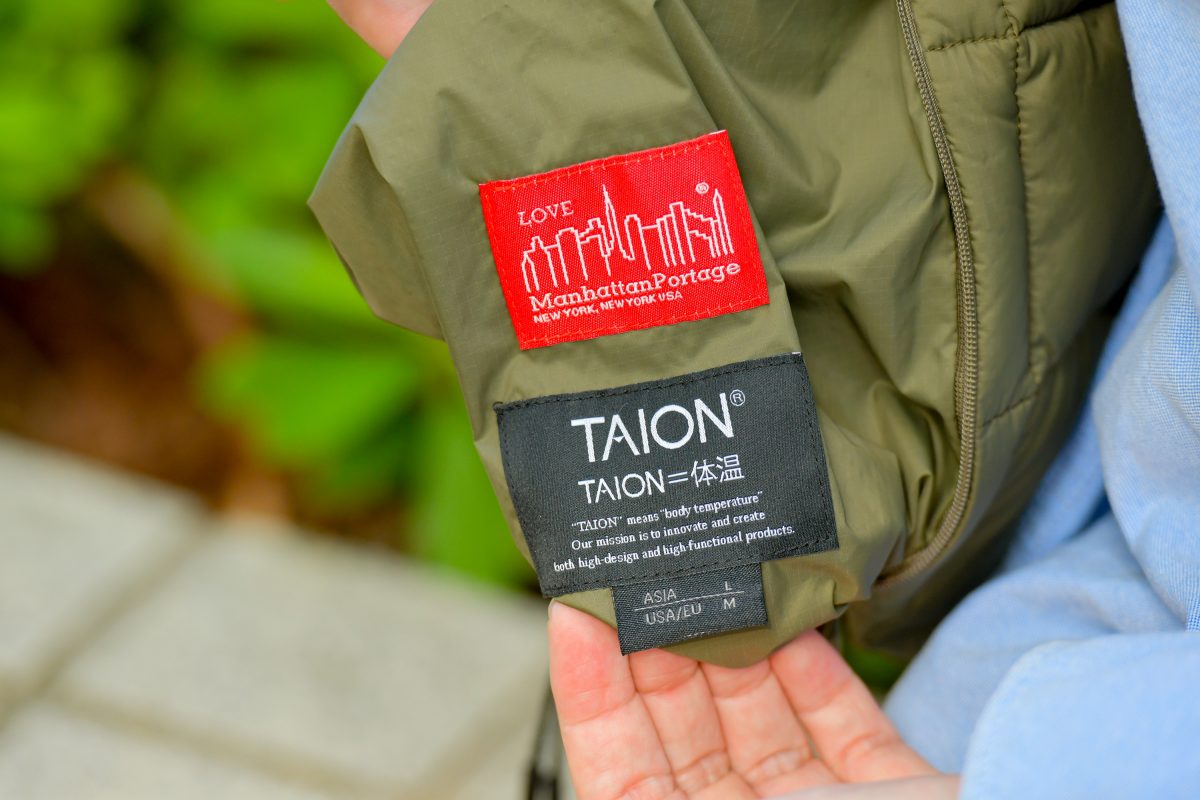 LOVE
®
ManhattanPortage
NEW YORK, NEW YORK USA
TAION®
TAION=体温
"TAION" means "body temperature"
Our mission is to innovate and create
both high-design and high-functional products.
ASIA L
USA/EU M